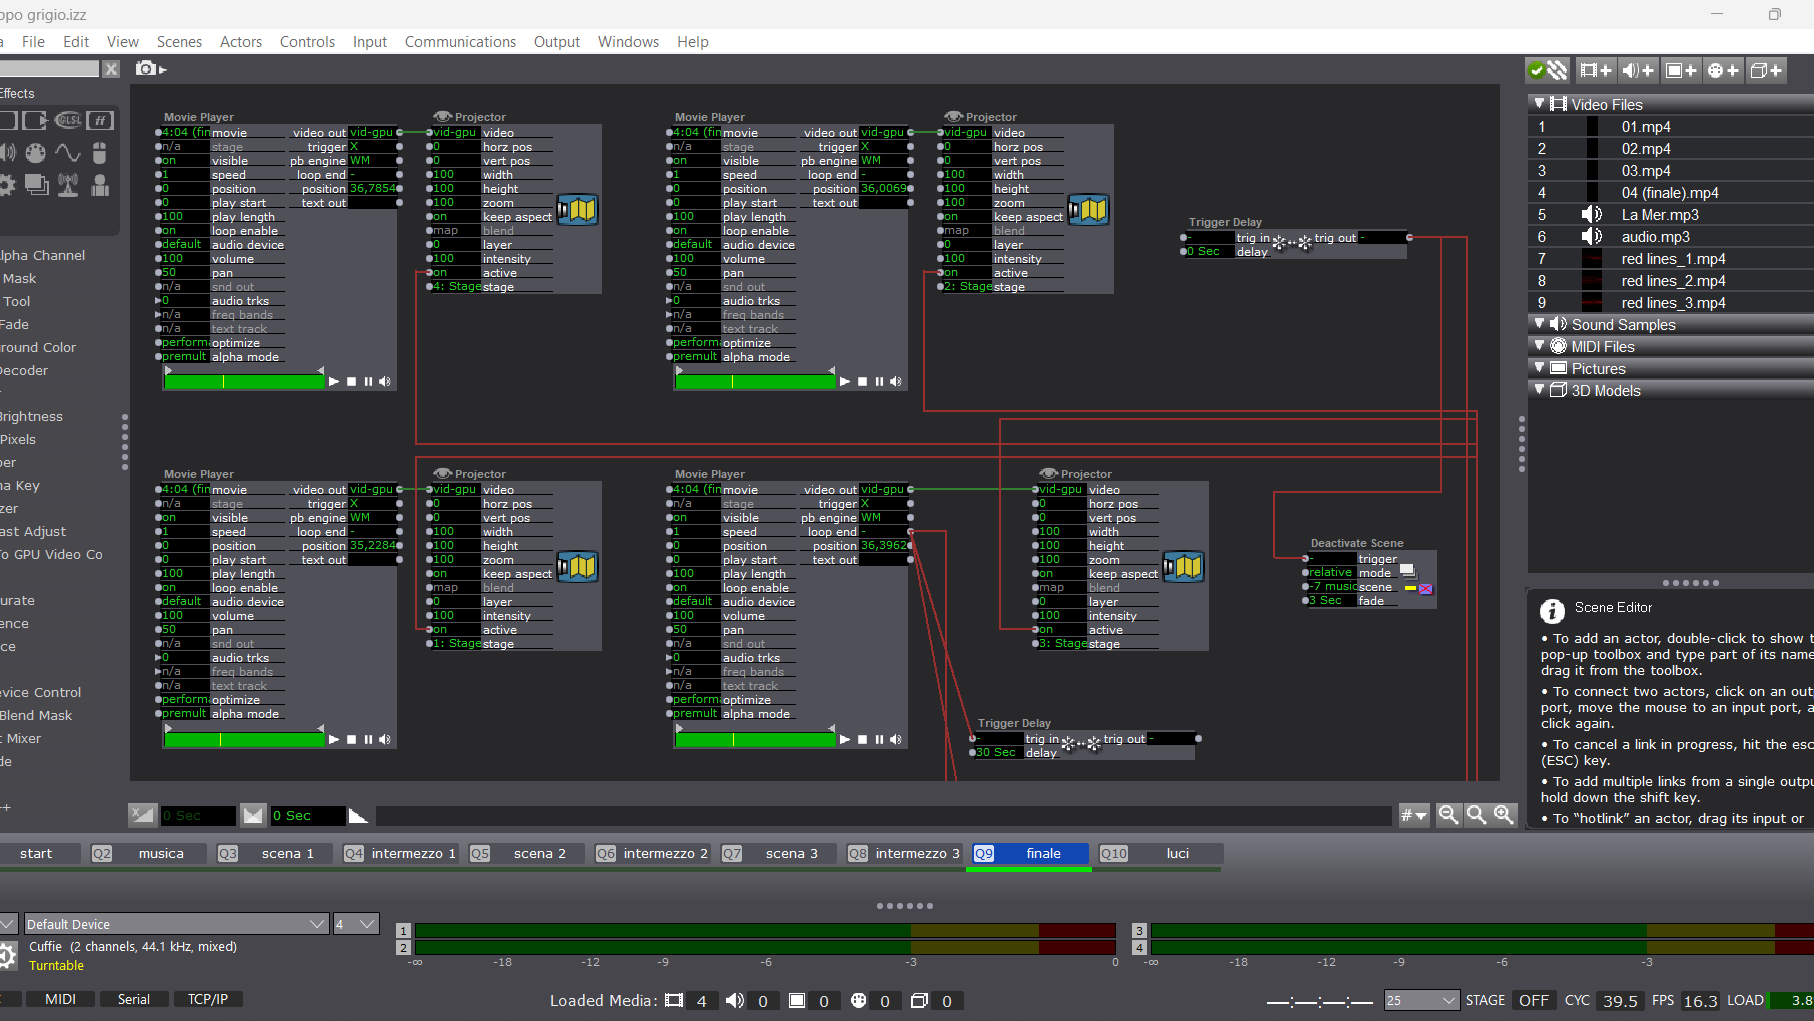 ppo grigio.izz
File Edit View Scenes Actors Controls Input Communications Output Windows Help
Effects
GLSL ff
lpha Channel
Mask
Tool
Fade
round Color
Decoder
Brightness
Pixels
per
na Key
zer
ast Adjust
To GPU Video Co
urate
ence
ce
evice Control
Blend Mask
t Mixer
de
++
Movie Player
4:04 (fin movie video out vid-gpu
n/a stage trigger X
on visible pb engine WM
1 speed loop end -
0 position position 36,7854
0 play start text out
100 play length
on loop enable
default audio device
100 volume
50 pan
n/a snd out
0 audio trks
n/a freq bands
n/a text track
performa optimize
premult alpha mode
Projector
vid-gpu video
0 horz pos
0 vert pos
100 width
100 height
100 zoom
on keep aspect
map blend
0 layer
100 intensity
on active
4: Stage stage
Movie Player
4:04 (fin movie video out vid-gpu
n/a stage trigger X
on visible pb engine WM
1 speed loop end -
0 position position 36,0069
0 play start text out
100 play length
on loop enable
default audio device
100 volume
50 pan
n/a snd out
0 audio trks
n/a freq bands
n/a text track
performa optimize
premult alpha mode
Projector
vid-gpu video
0 horz pos
0 vert pos
100 width
100 height
100 zoom
on keep aspect
map blend
0 layer
100 intensity
on active
2: Stage stage
Trigger Delay
- trig in trig out -
0 Sec delay
Movie Player
4:04 (fin movie video out vid-gpu
n/a stage trigger X
on visible pb engine WM
1 speed loop end -
0 position position 35,2284
0 play start text out
100 play length
on loop enable
default audio device
100 volume
50 pan
n/a snd out
0 audio trks
n/a freq bands
n/a text track
performa optimize
premult alpha mode
Projector
vid-gpu video
0 horz pos
0 vert pos
100 width
100 height
100 zoom
on keep aspect
map blend
0 layer
100 intensity
on active
1: Stage stage
Movie Player
4:04 (fin movie video out vid-gpu
n/a stage trigger X
on visible pb engine WM
1 speed loop end -
0 position position 36,3962
0 play start text out
100 play length
on loop enable
default audio device
100 volume
50 pan
n/a snd out
0 audio trks
n/a freq bands
n/a text track
performa optimize
premult alpha mode
Projector
vid-gpu video
0 horz pos
0 vert pos
100 width
100 height
100 zoom
on keep aspect
map blend
0 layer
100 intensity
on active
3: Stage stage
Deactivate Scene
- trigger
relative mode
-7 music scene
3 Sec fade
Trigger Delay
- trig in trig out -
30 Sec delay
Video Files
1 01.mp4
2 02.mp4
3 03.mp4
4 04 (finale).mp4
5 La Mer.mp3
6 audio.mp3
7 red lines_1.mp4
8 red lines_2.mp4
9 red lines_3.mp4
Sound Samples
MIDI Files
Pictures
3D Models
Scene Editor
• To add an actor, double-click to show t
pop-up toolbox and type part of its name
drag it from the toolbox.
• To connect two actors, click on an out
port, move the mouse to an input port, a
click again.
• To cancel a link in progress, hit the esc
(ESC) key.
• To add multiple links from a single outpu
hold down the shift key.
• To “hotlink” an actor, drag its input or
0 Sec 0 Sec #
start Q2 musica Q3 scena 1 Q4 intermezzo 1 Q5 scena 2 Q6 intermezzo 2 Q7 scena 3 Q8 intermezzo 3 Q9 finale Q10 luci
Default Device 4
Cuffie (2 channels, 44.1 kHz, mixed)
Turntable
1
2
-∞ -18 -12 -9 -6 -3 0
3
4
-∞ -18 -12 -9 -6 -3
MIDI Serial TCP/IP
Loaded Media: 4 0 0 0 0
--:--:--:-- 25 STAGE OFF CYC 39.5 FPS 16.3 LOAD 3.8